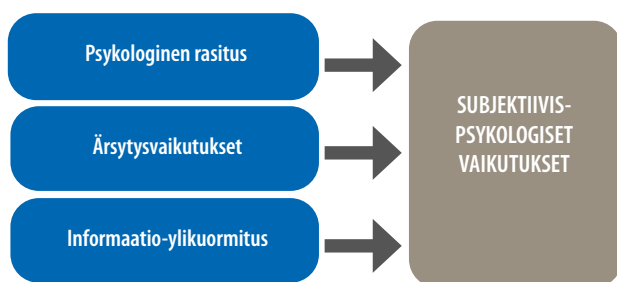 Psykologinen rasitus
Ärsytysvaikutukset
Informaatio-ylikuormitus
SUBJEKTIIVIS-
PSYKOLOGISET
VAIKUTUKSET